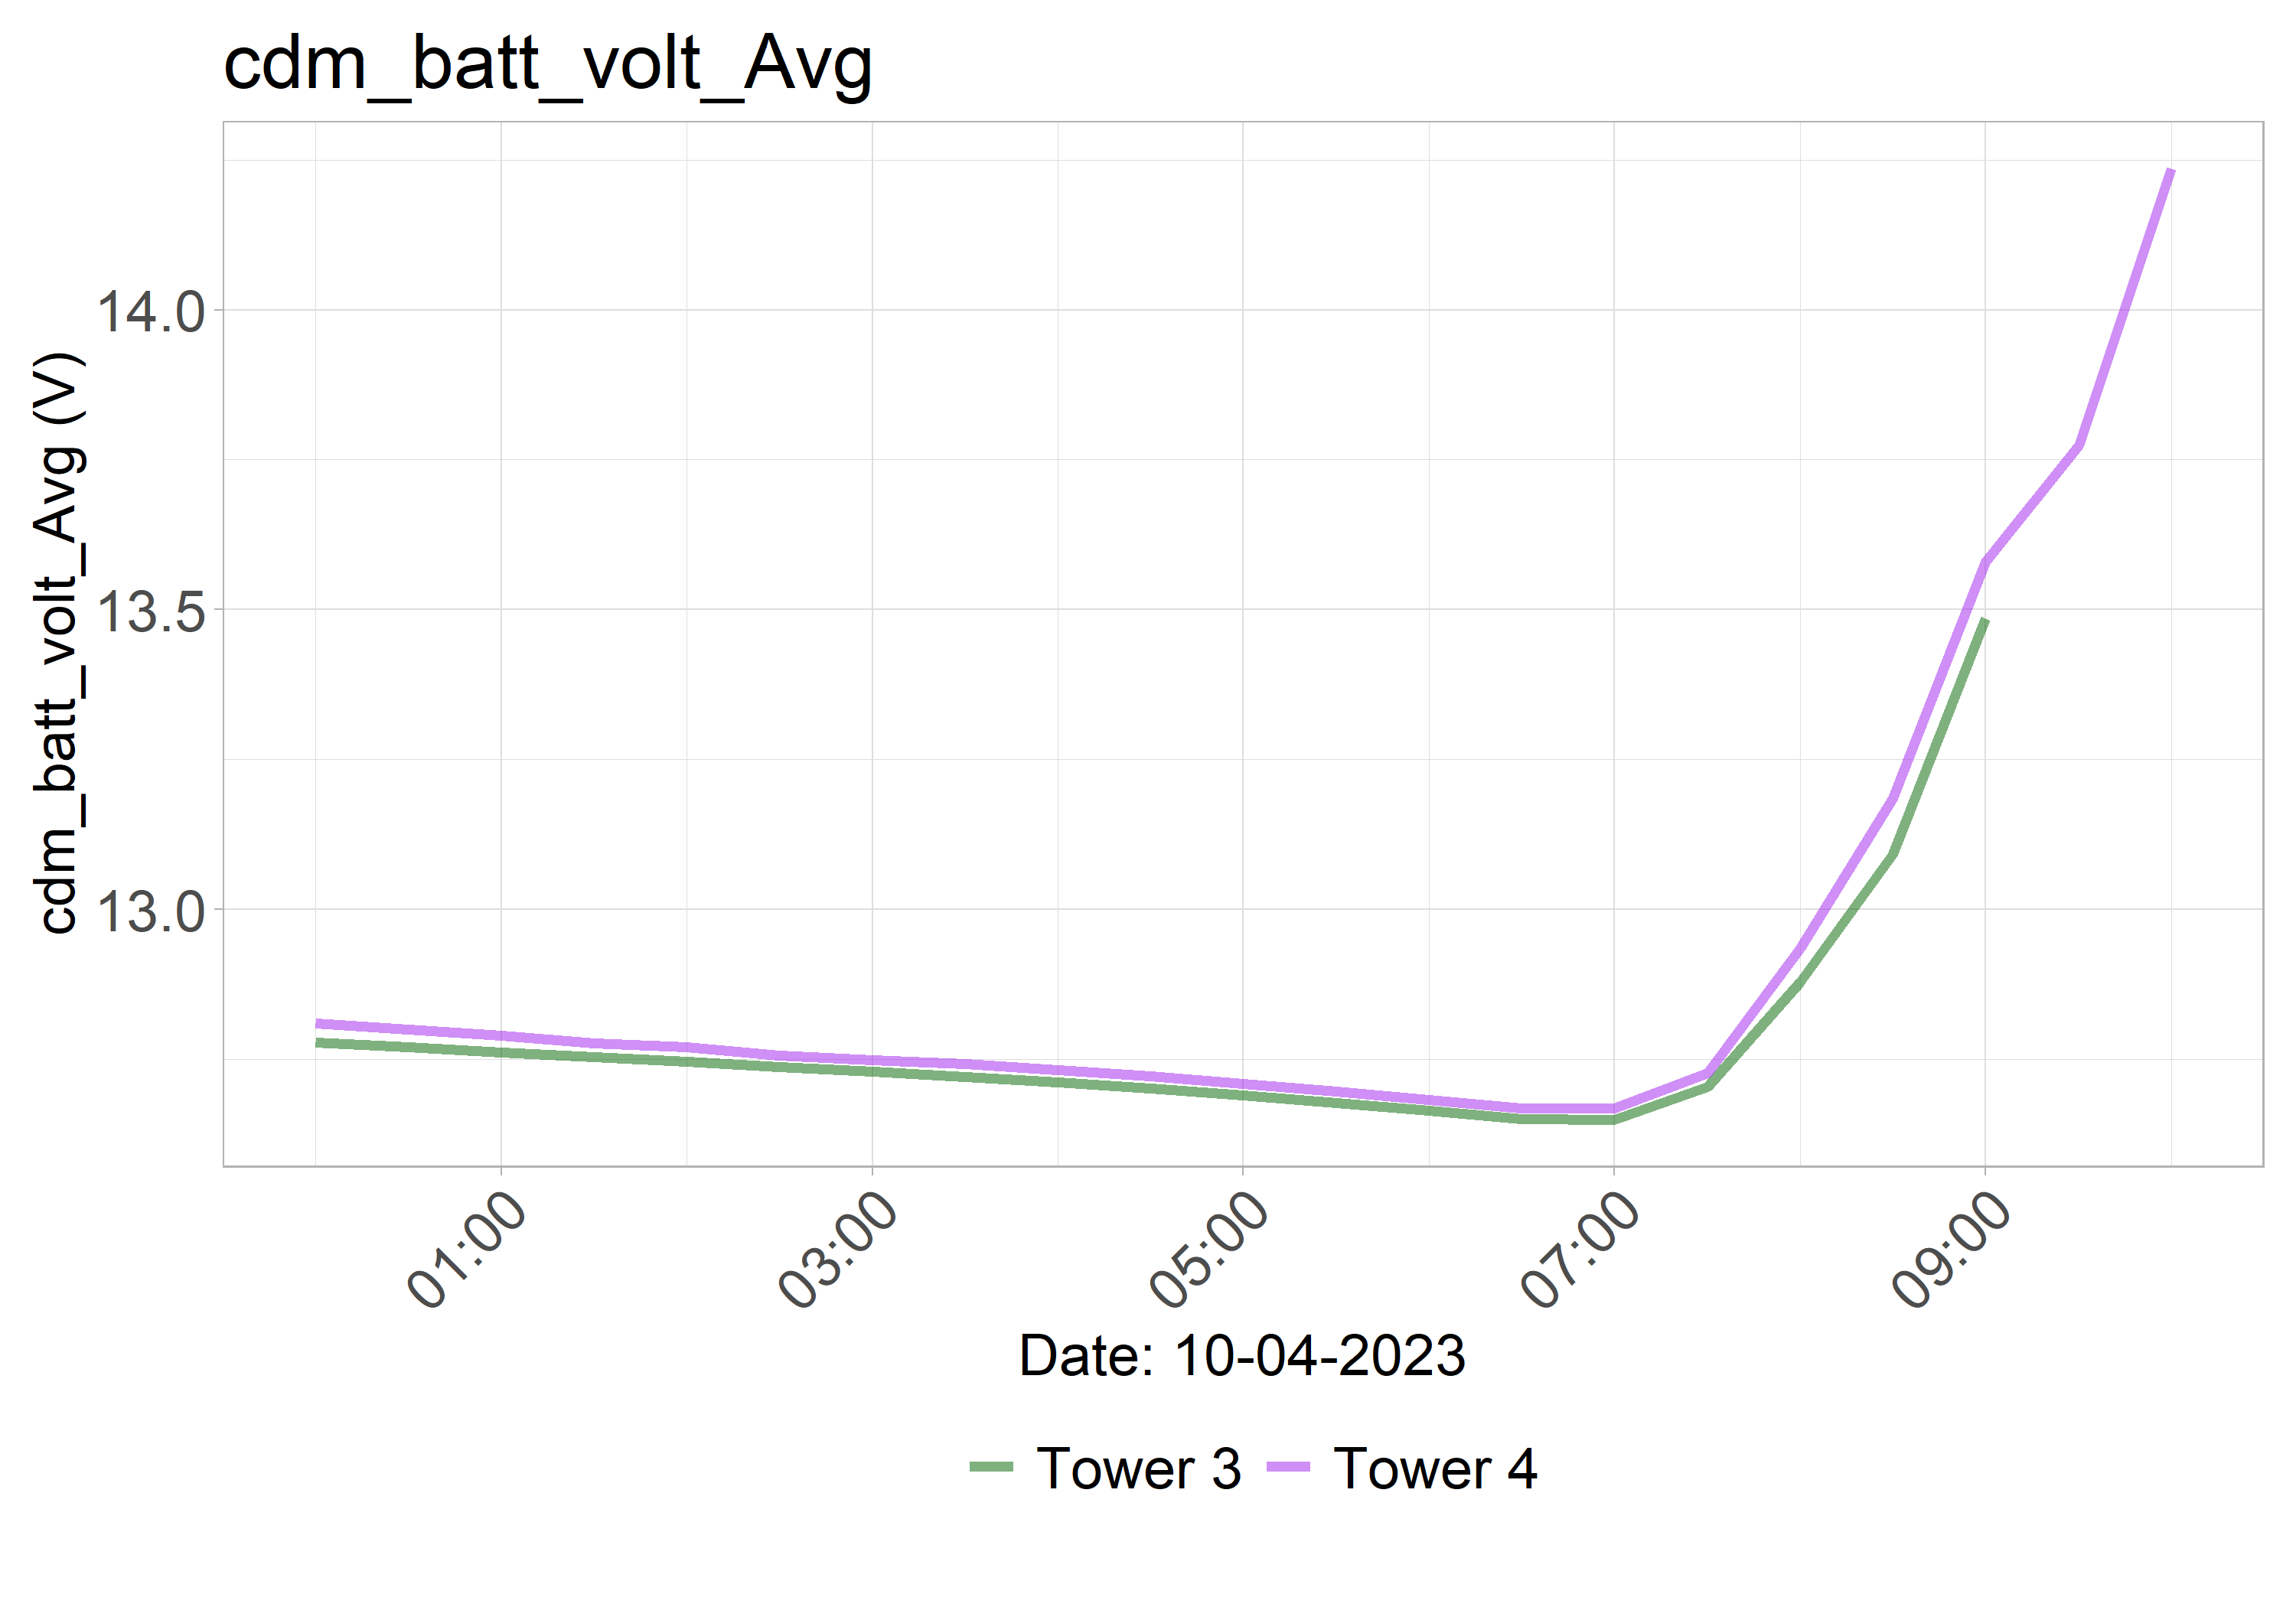 cdm_batt_volt_Avg
cdm_batt_volt_Avg (V)
14.0
13.5
13.0
01:00
03:00
05:00
07:00
09:00
Date: 10-04-2023
Tower 3
Tower 4